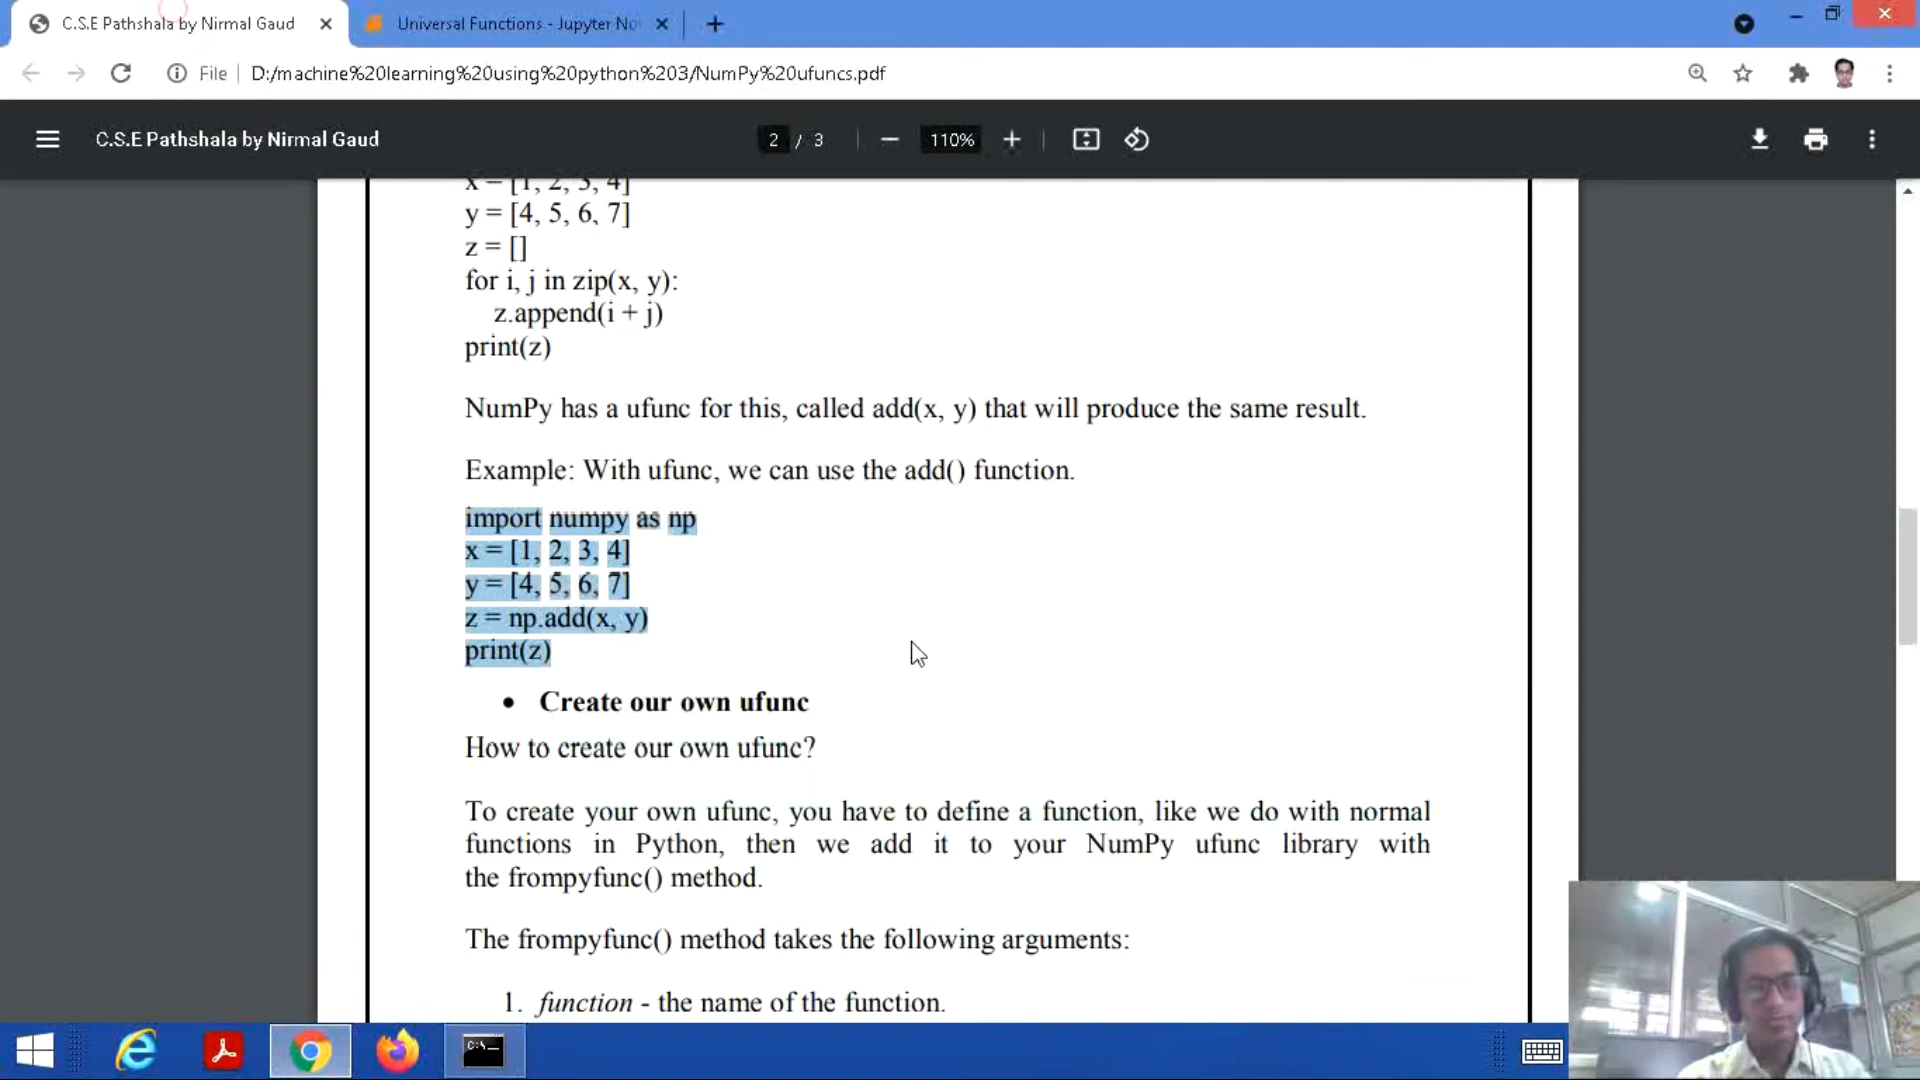 C.S.E Pathshala by Nirmal Gaud
Universal Functions - Jupyter No
File
D:/machine%20learning%20using%20python%203/NumPy%20ufuncs.pdf
C.S.E Pathshala by Nirmal Gaud
2 / 3
110%
x = [1, 2, 3, 4]
y = [4, 5, 6, 7]
z = []
for i, j in zip(x, y):
z.append(i + j)
print(z)
NumPy has a ufunc for this, called add(x, y) that will produce the same result.
Example: With ufunc, we can use the add() function.
import numpy as np
x = [1, 2, 3, 4]
y = [4, 5, 6, 7]
z = np.add(x, y)
print(z)
• Create our own ufunc
How to create our own ufunc?
To create your own ufunc, you have to define a function, like we do with normal
functions in Python, then we add it to your NumPy ufunc library with
the frompyfunc() method.
The frompyfunc() method takes the following arguments:
1. function - the name of the function.
C:\_